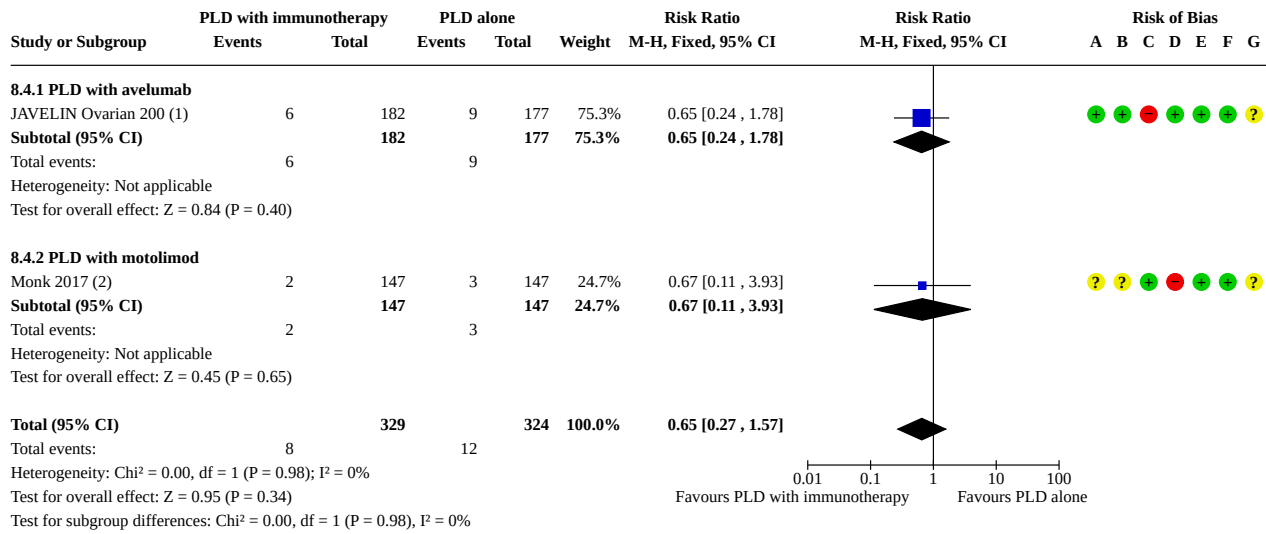 PLD with immunotherapy PLD alone Risk Ratio Risk Ratio Risk of Bias
Study or Subgroup Events Total Events Total Weight M-H, Fixed, 95% CI M-H, Fixed, 95% CI A B C D E F G
8.4.1 PLD with avelumab
JAVELIN Ovarian 200 (1) 6 182 9 177 75.3% 0.65 [0.24 , 1.78] + + − + + + ?
Subtotal (95% CI) 182 177 75.3% 0.65 [0.24 , 1.78]
Total events: 6 9
Heterogeneity: Not applicable
Test for overall effect: Z = 0.84 (P = 0.40)
8.4.2 PLD with motolimod
Monk 2017 (2) 2 147 3 147 24.7% 0.67 [0.11 , 3.93] ? ? + − + + ?
Subtotal (95% CI) 147 147 24.7% 0.67 [0.11 , 3.93]
Total events: 2 3
Heterogeneity: Not applicable
Test for overall effect: Z = 0.45 (P = 0.65)
Total (95% CI) 329 324 100.0% 0.65 [0.27 , 1.57]
Total events: 8 12
Heterogeneity: Chi² = 0.00, df = 1 (P = 0.98); I² = 0%
0.01 0.1 1 10 100
Test for overall effect: Z = 0.95 (P = 0.34) Favours PLD with immunotherapy Favours PLD alone
Test for subgroup differences: Chi² = 0.00, df = 1 (P = 0.98), I² = 0%